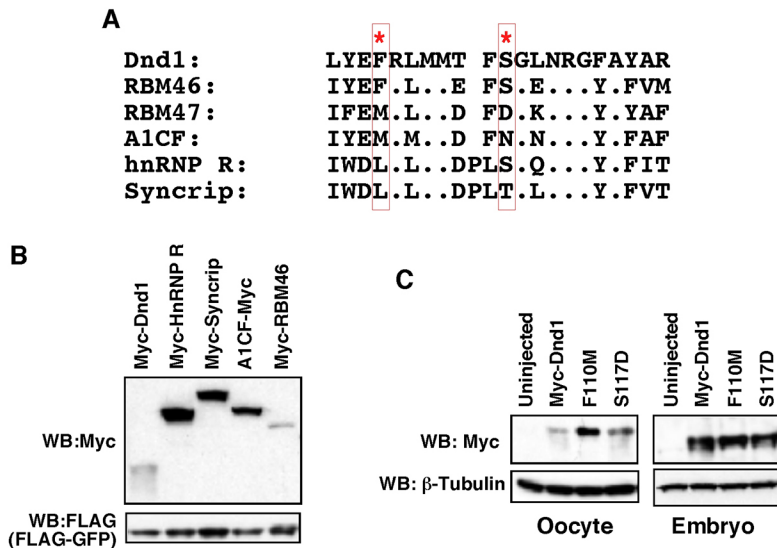 A
* *
Dnd1: LYEFRLMMT FSGLNRGFAYAR
RBM46: IYEF.L..E FS.E...Y.FVM
RBM47: IFEM.L..D FD.K...Y.YAF
A1CF: IYEM.M..D FN.N...Y.YAF
hnRNP R: IWDL.L..DPLS.Q...Y.FIT
Syncrip: IWDL.L..DPLT.L...Y.FVT
B
Myc-Dnd1
Myc-HnRNP R
Myc-Syncrip
A1CF-Myc
Myc-RBM46
WB:Myc
WB:FLAG
(FLAG-GFP)
C
Uninjected
Myc-Dnd1
F110M
S117D
Uninjected
Myc-Dnd1
F110M
S117D
WB: Myc
WB: β-Tubulin
Oocyte
Embryo